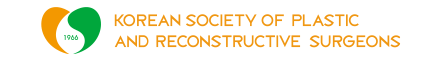 1966
KOREAN SOCIETY OF PLASTIC
AND RECONSTRUCTIVE SURGEONS